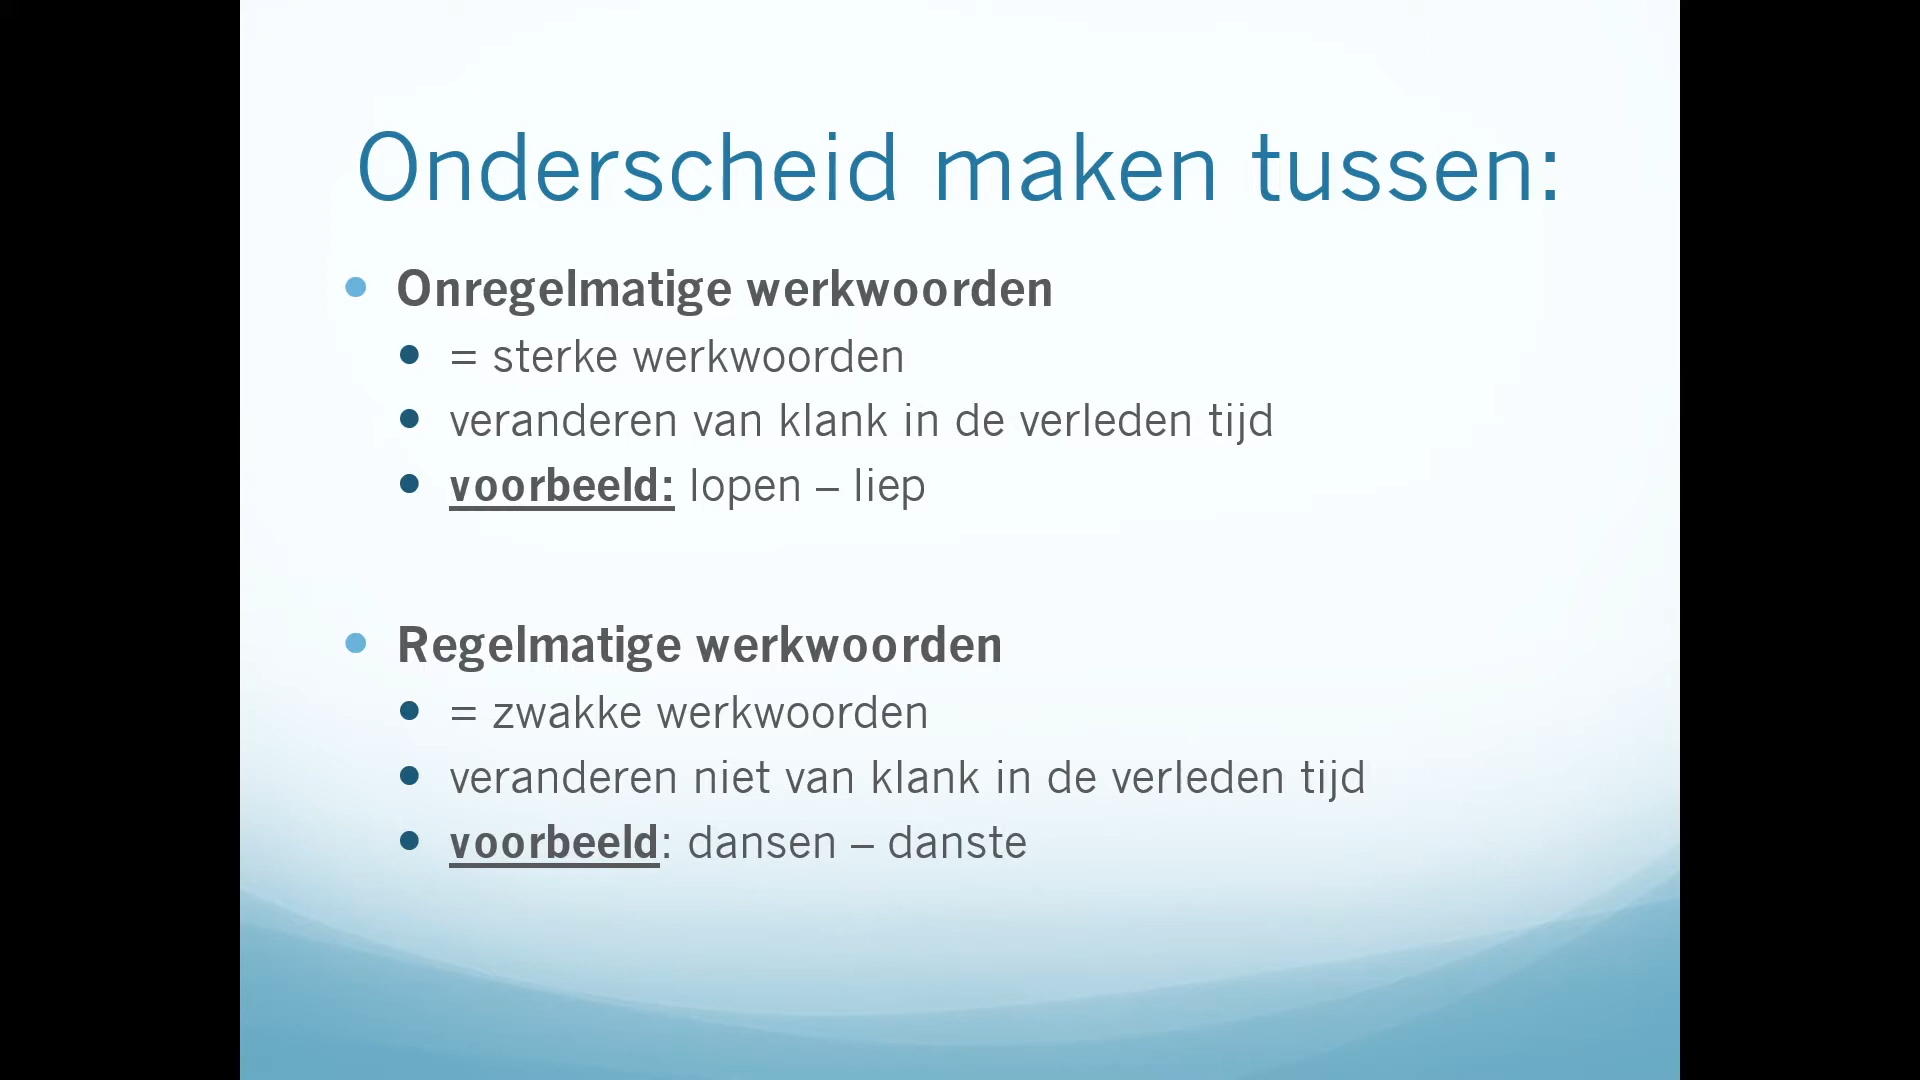 Onderscheid maken tussen:
Onregelmatige werkwoorden
= sterke werkwoorden
veranderen van klank in de verleden tijd
voorbeeld: lopen – liep
Regelmatige werkwoorden
= zwakke werkwoorden
veranderen niet van klank in de verleden tijd
voorbeeld: dansen – danste